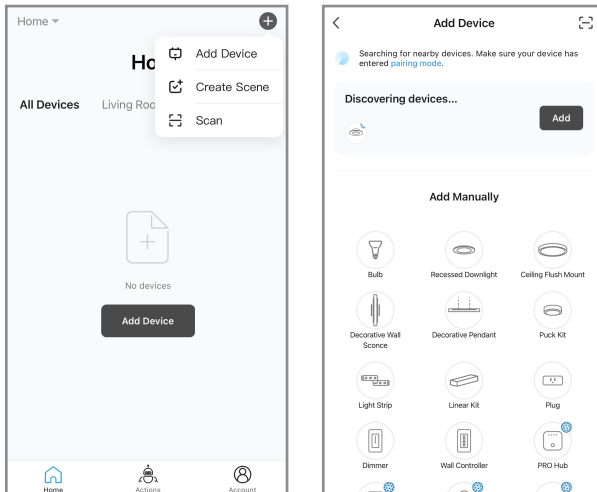 Home
Add Device
Ho
Create Scene
All Devices
Living Roo
Scan
No devices
Add Device
Home
Actions
Account
Add Device
Searching for nearby devices. Make sure your device has
entered pairing mode.
Discovering devices...
Add
Add Manually
Bulb
Recessed Downlight
Ceiling Flush Mount
Decorative Wall
Sconce
Decorative Pendant
Puck Kit
Light Strip
Linear Kit
Plug
Dimmer
Wall Controller
PRO Hub